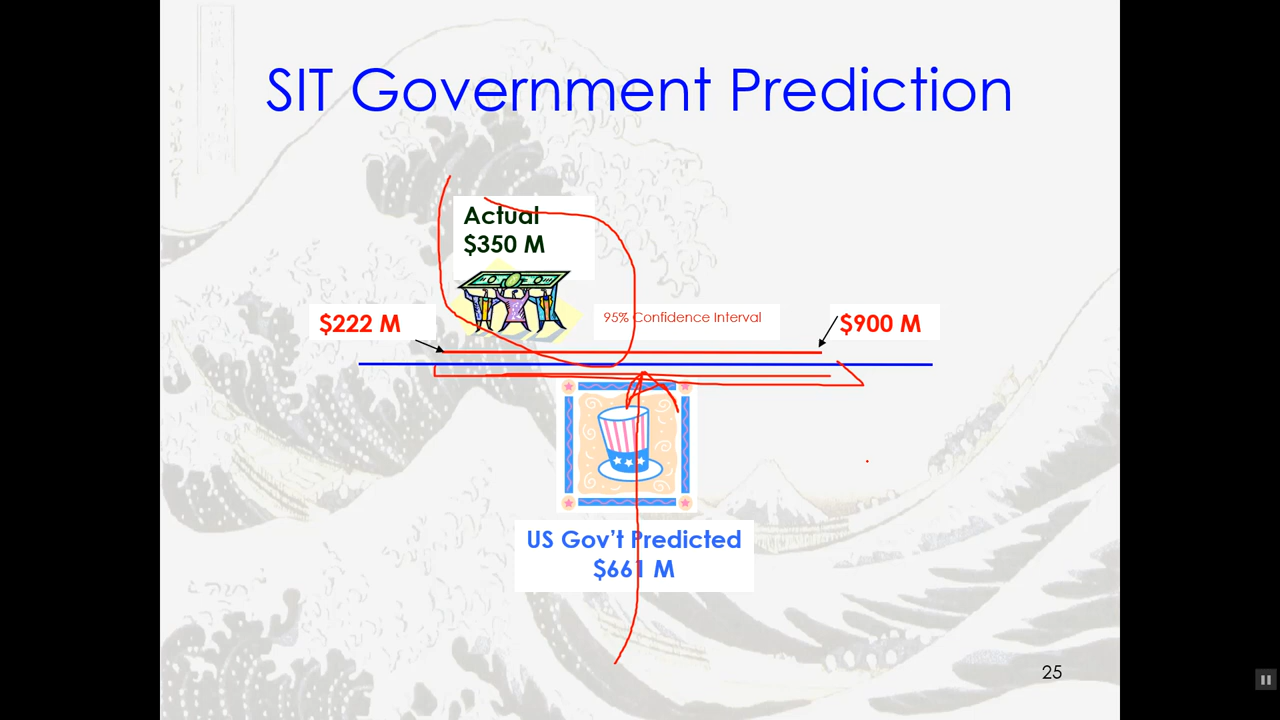 SIT Government Prediction
Actual
$350 M
$222 M
95% Confidence Interval
$900 M
US Gov't Predicted
$661 M
25